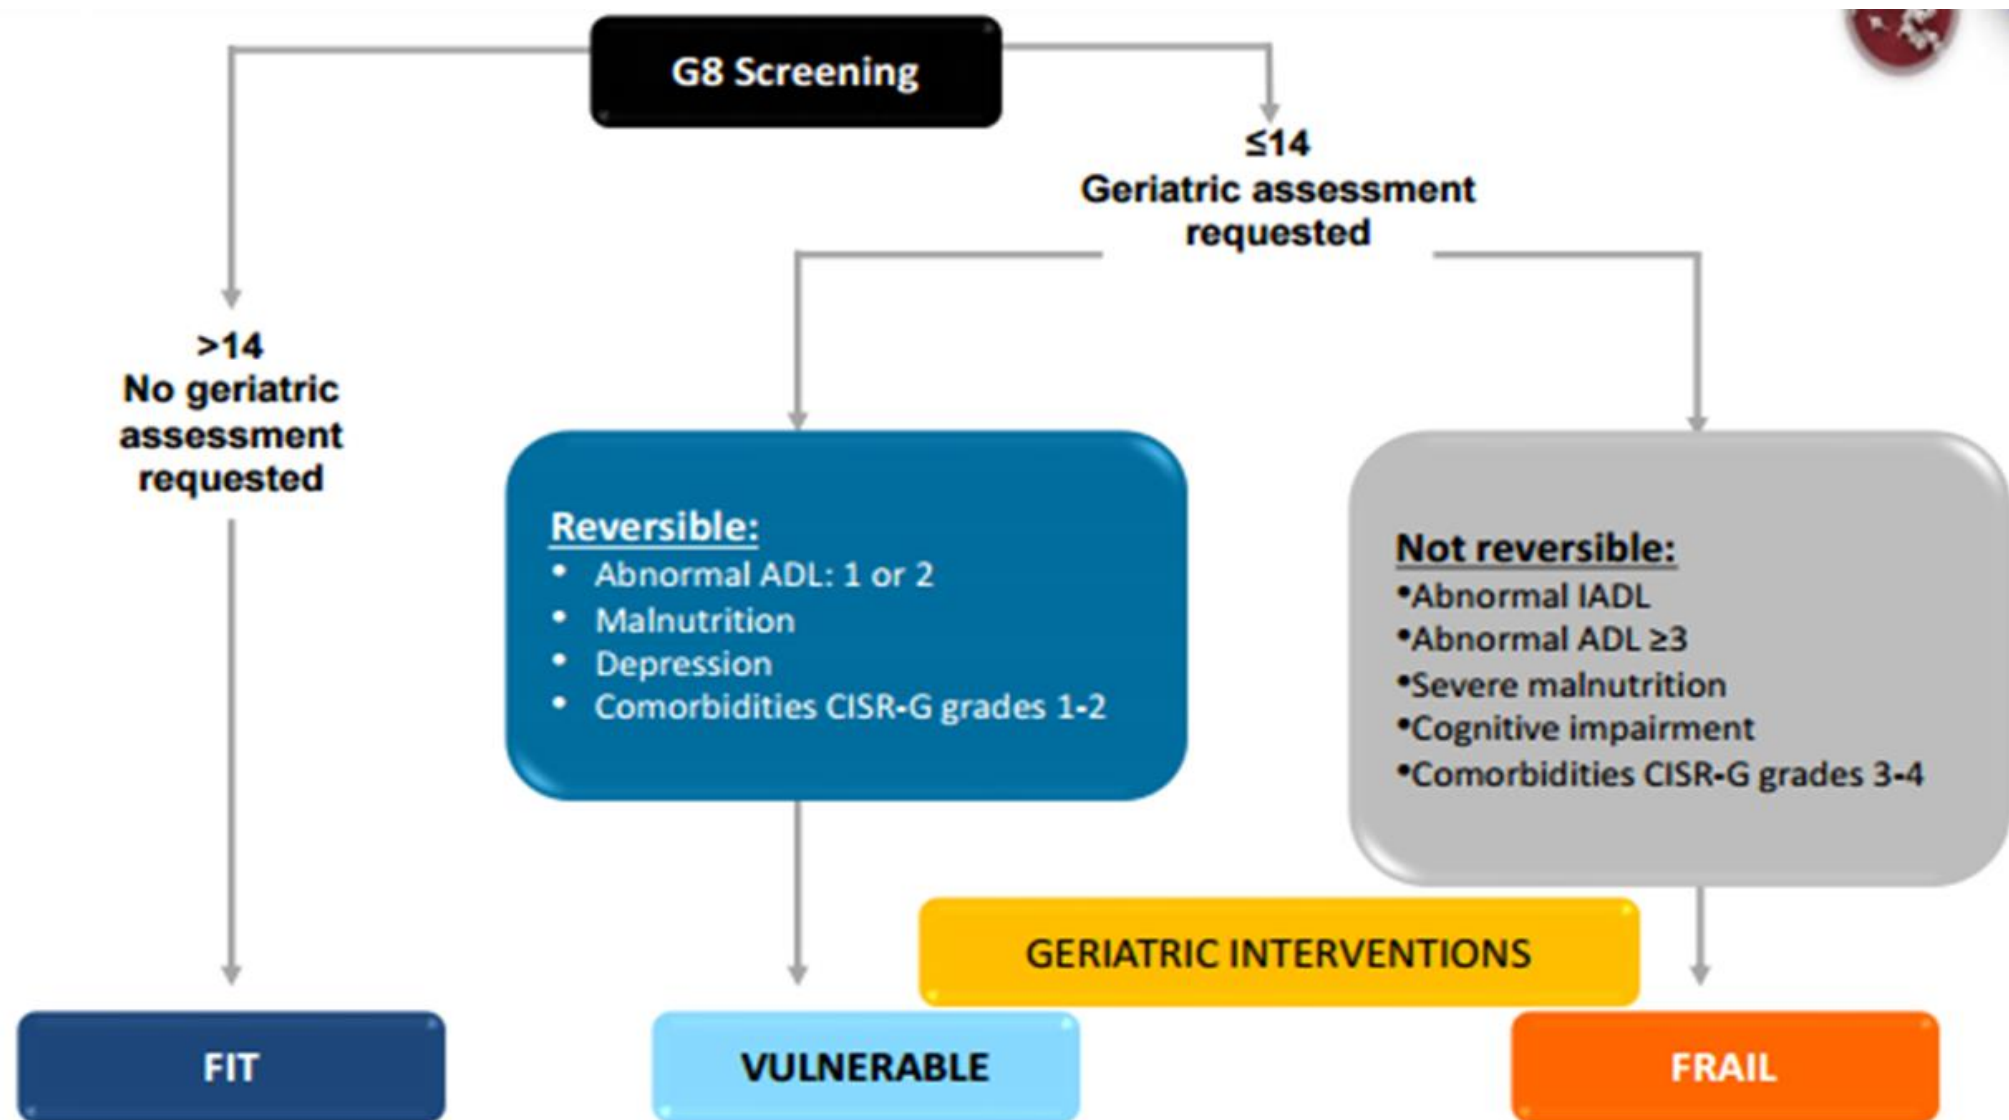 G8 Screening
≤14
Geriatric assessment
requested
>14
No geriatric
assessment
requested
Reversible:
• Abnormal ADL: 1 or 2
• Malnutrition
• Depression
• Comorbidities CISR-G grades 1-2
Not reversible:
•Abnormal IADL
•Abnormal ADL ≥3
•Severe malnutrition
•Cognitive impairment
•Comorbidities CISR-G grades 3-4
GERIATRIC INTERVENTIONS
FIT
VULNERABLE
FRAIL